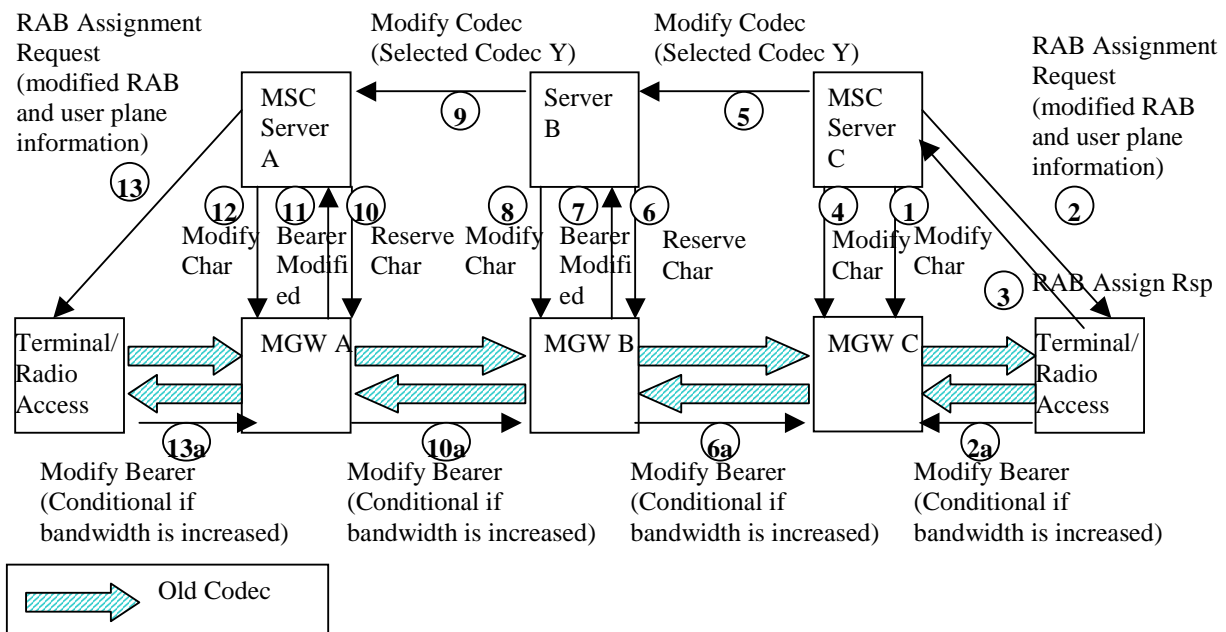 RAB Assignment
Request
(modified RAB
and user plane
information)
Modify Codec
(Selected Codec Y)
Modify Codec
(Selected Codec Y)
RAB Assignment
Request
(modified RAB
and user plane
information)
MSC
Server
A
9
Server
B
5
MSC
Server
C
13
12
11
10
8
7
6
4
1
2
Modify
Char
Bearer
Modifi
ed
Reserve
Char
Modify
Char
Bearer
Modifi
ed
Reserve
Char
Modify
Char
Modify
Char
3
RAB Assign Rsp
Terminal/
Radio
Access
MGW A
MGW B
MGW C
Terminal/
Radio
Access
13a
10a
6a
2a
Modify Bearer
(Conditional if
bandwidth is increased)
Modify Bearer
(Conditional if
bandwidth is increased)
Modify Bearer
(Conditional if
bandwidth is increased)
Modify Bearer
(Conditional if
bandwidth is increased)
Old Codec